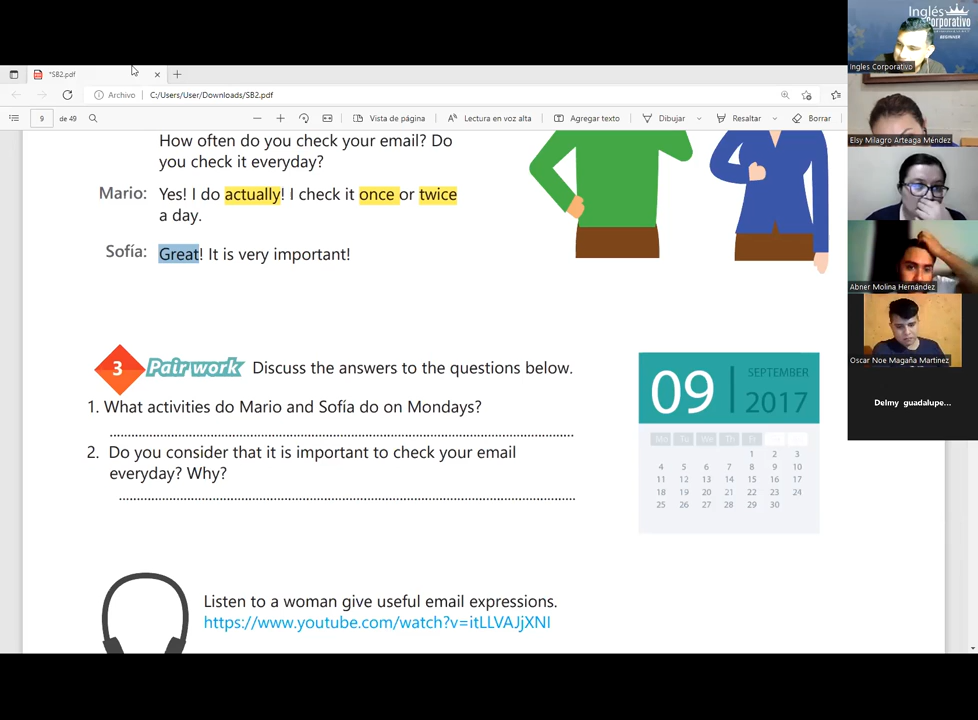 Inglés
Corporativo
BEGINNER
Ingles Corporativo
*SB2.pdf
Archivo
C:/Users/User/Downloads/SB2.pdf
9
de 49
Vista de página
Lectura en voz alta
Agregar texto
Dibujar
Resaltar
Borrar
Elsy Milagro Arteaga Méndez
Abner Molina Hernández
Oscar Noe Magaña Martinez
Delmy guadalupe...
How often do you check your email? Do
you check it everyday?
Mario: Yes! I do actually! I check it once or twice
a day.
Sofía: Great! It is very important!
3 Pair work Discuss the answers to the questions below.
1. What activities do Mario and Sofía do on Mondays?
2. Do you consider that it is important to check your email
everyday? Why?
09 SEPTEMBER
2017
Mo Tu We Th Fr
1 2 3
4 5 6 7 8 9 10
11 12 13 14 15 16 17
18 19 20 21 22 23 24
25 26 27 28 29 30
Listen to a woman give useful email expressions.
https://www.youtube.com/watch?v=itLLVAJjXNI